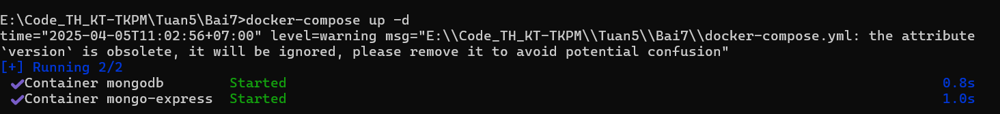 E:\Code_TH_KT-TKPM\Tuan5\Bai7>docker-compose up -d
time="2025-04-05T11:02:56+07:00" level=warning msg="E:\\Code_TH_KT-TKPM\\Tuan5\\Bai7\\docker-compose.yml: the attribute
`version` is obsolete, it will be ignored, please remove it to avoid potential confusion"
[+] Running 2/2
✔Container mongodb Started 0.8s
✔Container mongo-express Started 1.0s